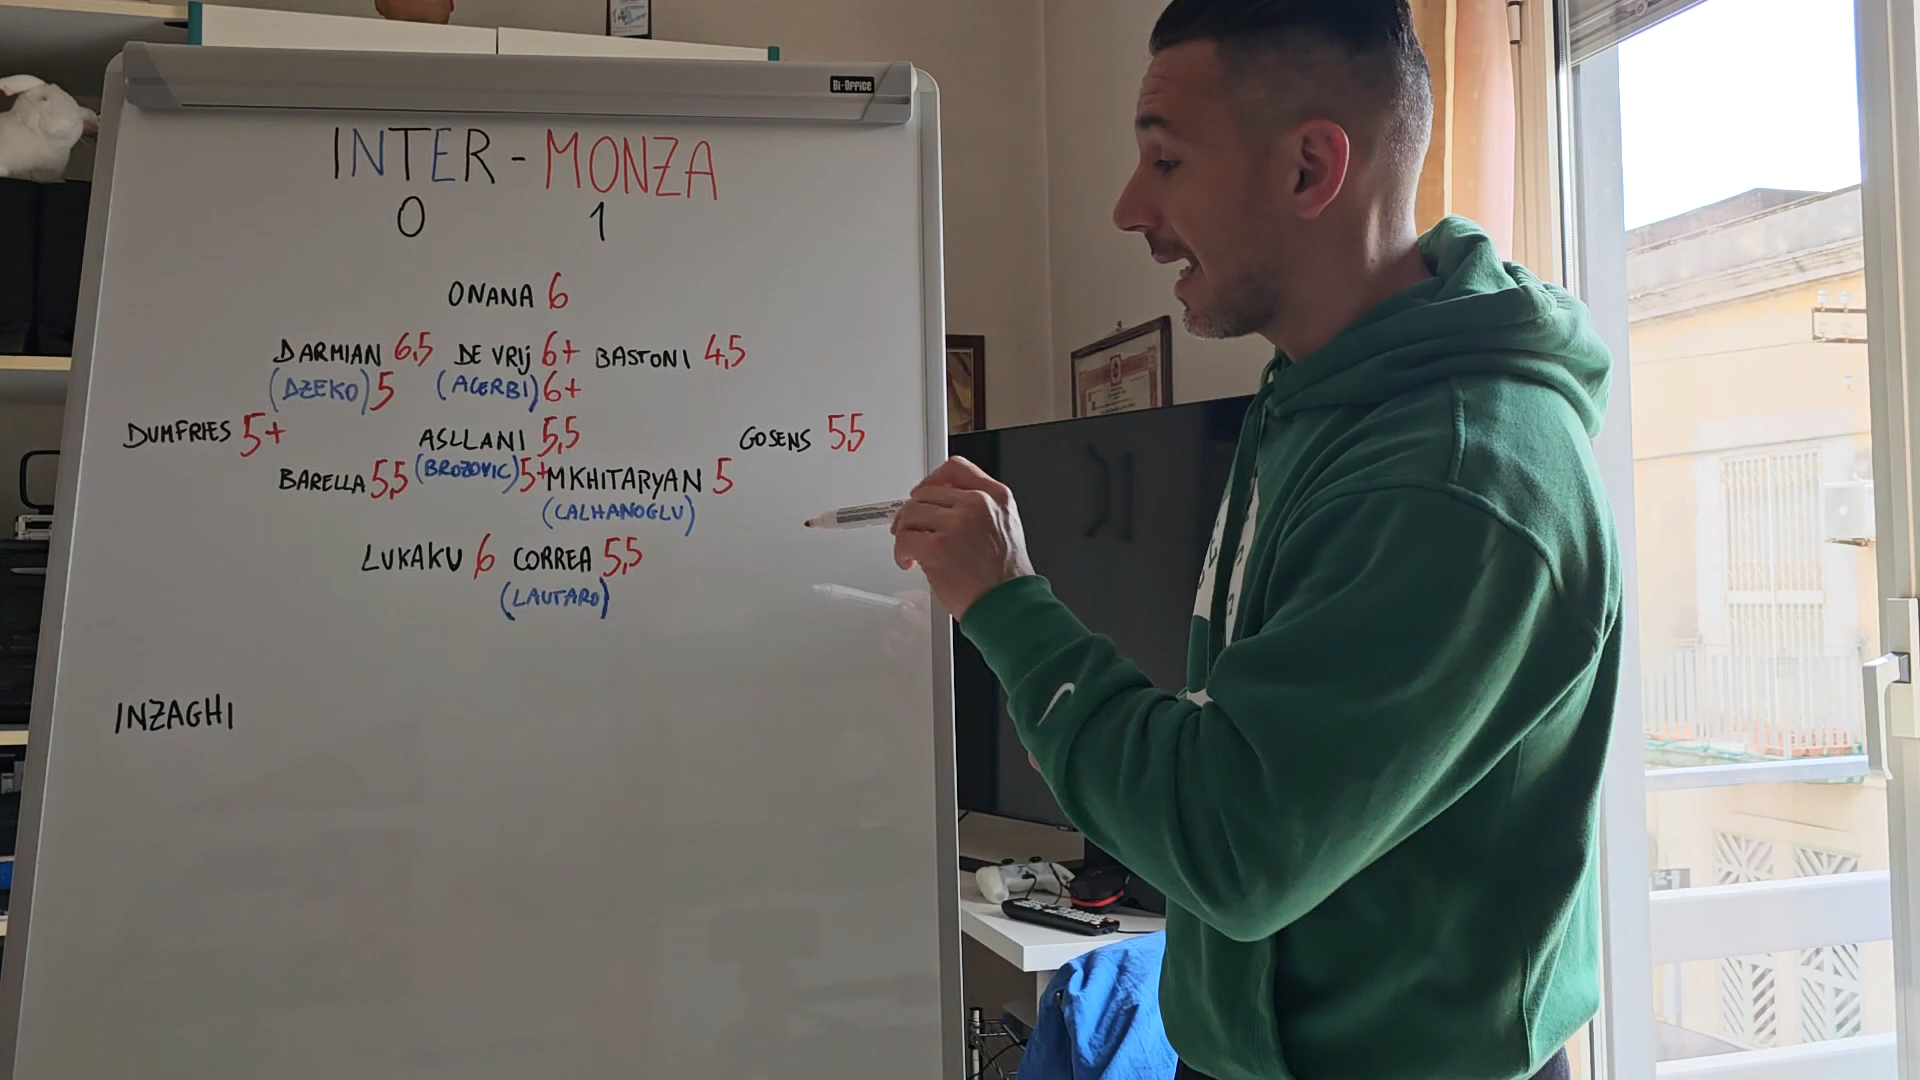 Bi-Office
INTER - MONZA
0 1
ONANA 6
DARMIAN 6,5 DE VRIJ 6+ BASTONI 4,5
(DZEKO) 5 (ACERBI) 6+
DUMFRIES 5+ ASLLANI 5,5 GOSENS 5,5
BARELLA 5,5 (BROZOVIC) 5+ MKHITARYAN 5
(CALHANOGLU)
LUKAKU 6 CORREA 5,5
(LAUTARO)
INZAGHI